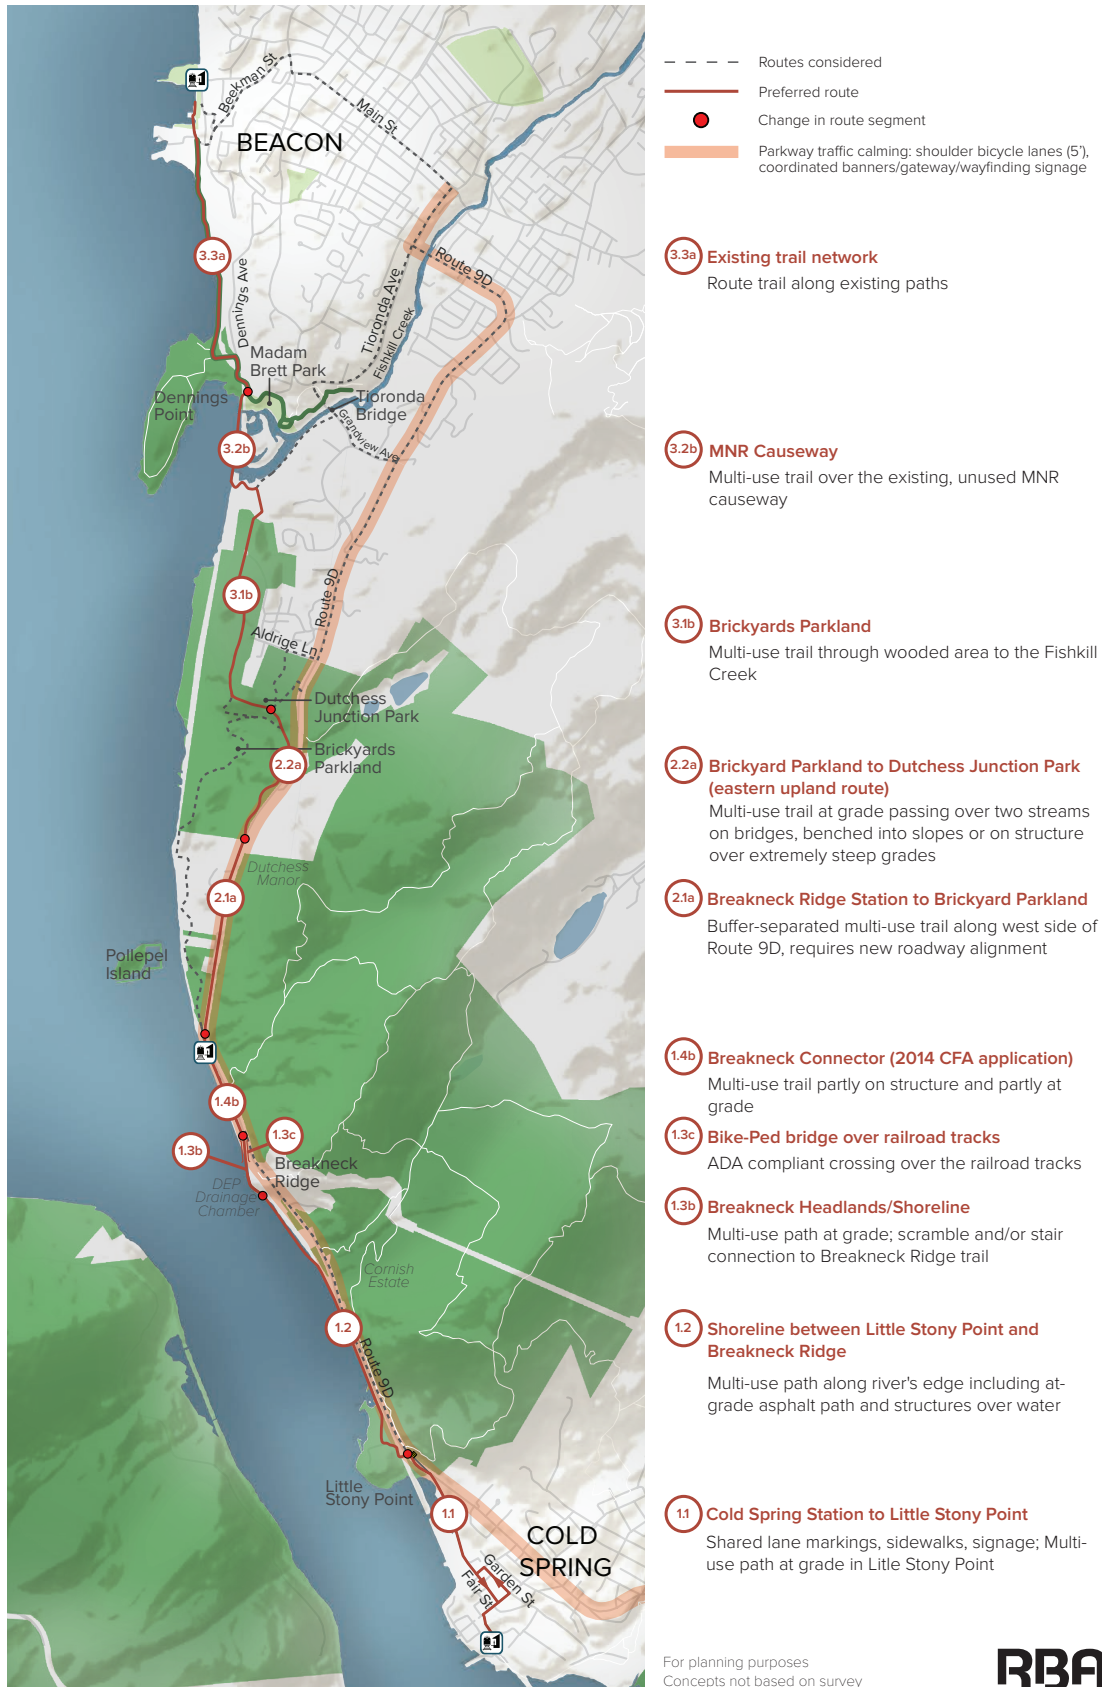 Beekman St
Main St
BEACON
3.3a
Dennings Ave
Route 9D
Tioronda Ave
Fishkill Creek
Madam
Brett Park
Dennings
Point
Tioronda
Bridge
Grandview Ave
3.2b
3.1b
Route 9D
Aldrige Ln
Dutchess
Junction Park
Brickyards
Parkland
2.2a
Dutchess
Manor
2.1a
Pollepel
Island
1.4b
1.3c
1.3b
Breakneck
Ridge
DEP
Drainage
Chamber
Cornish
Estate
1.2
Route 9D
Little
Stony Point
1.1
COLD
SPRING
Garden St
Fair St
Routes considered
Preferred route
Change in route segment
Parkway traffic calming: shoulder bicycle lanes (5'),
coordinated banners/gateway/wayfinding signage
3.3a Existing trail network
Route trail along existing paths
3.2b MNR Causeway
Multi-use trail over the existing, unused MNR
causeway
3.1b Brickyards Parkland
Multi-use trail through wooded area to the Fishkill
Creek
2.2a Brickyard Parkland to Dutchess Junction Park
(eastern upland route)
Multi-use trail at grade passing over two streams
on bridges, benched into slopes or on structure
over extremely steep grades
2.1a Breakneck Ridge Station to Brickyard Parkland
Buffer-separated multi-use trail along west side of
Route 9D, requires new roadway alignment
1.4b Breakneck Connector (2014 CFA application)
Multi-use trail partly on structure and partly at
grade
1.3c Bike-Ped bridge over railroad tracks
ADA compliant crossing over the railroad tracks
1.3b Breakneck Headlands/Shoreline
Multi-use path at grade; scramble and/or stair
connection to Breakneck Ridge trail
1.2 Shoreline between Little Stony Point and
Breakneck Ridge
Multi-use path along river's edge including at-
grade asphalt path and structures over water
1.1 Cold Spring Station to Little Stony Point
Shared lane markings, sidewalks, signage; Multi-
use path at grade in Litle Stony Point
For planning purposes
Concepts not based on survey
RBA